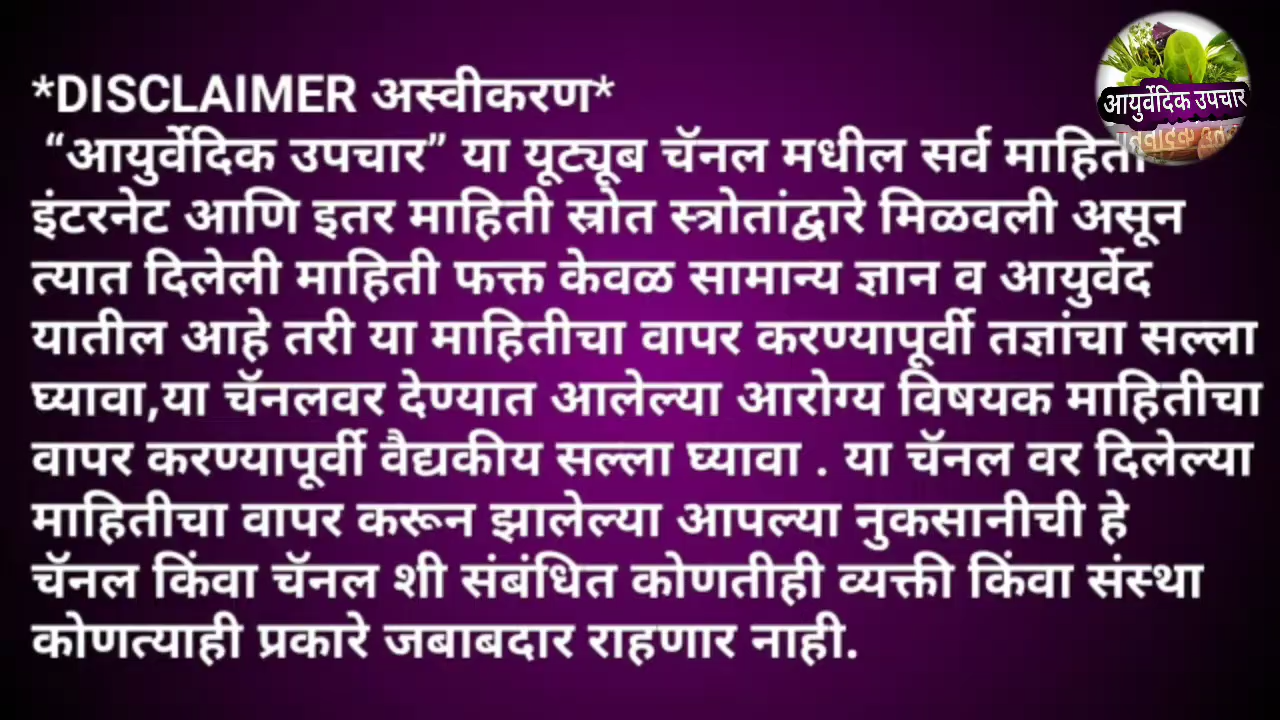 *DISCLAIMER अस्वीकरण*
“आयुर्वेदिक उपचार” या यूट्यूब चॅनल मधील सर्व माहिती
इंटरनेट आणि इतर माहिती स्रोत स्त्रोतांद्वारे मिळवली असून
त्यात दिलेली माहिती फक्त केवळ सामान्य ज्ञान व आयुर्वेद
यातील आहे तरी या माहितीचा वापर करण्यापूर्वी तज्ञांचा सल्ला
घ्यावा,या चॅनलवर देण्यात आलेल्या आरोग्य विषयक माहितीचा
वापर करण्यापूर्वी वैद्यकीय सल्ला घ्यावा . या चॅनल वर दिलेल्या
माहितीचा वापर करून झालेल्या आपल्या नुकसानीची हे
चॅनल किंवा चॅनल शी संबंधित कोणतीही व्यक्ती किंवा संस्था
कोणत्याही प्रकारे जबाबदार राहणार नाही.
आयुर्वेदिक उपचार